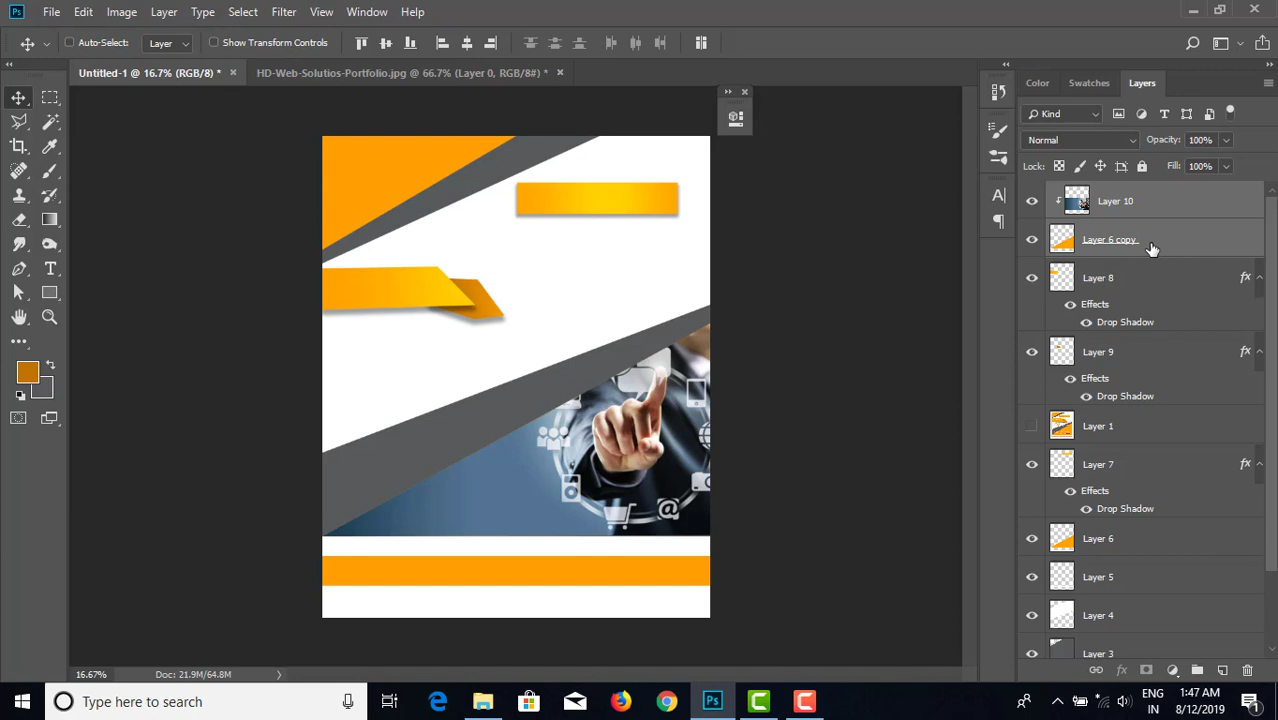 Ps File Edit Image Layer Type Select Filter View Window Help
Auto-Select: Layer Show Transform Controls
Untitled-1 @ 16.7% (RGB/8) * × HD-Web-Solutios-Portfolio.jpg @ 66.7% (Layer 0, RGB/8#) * ×
Color Swatches Layers
Kind
Normal Opacity: 100%
Lock: Fill: 100%
Layer 10
Layer 6 copy
Layer 8 fx
Effects
Drop Shadow
Layer 9 fx
Effects
Drop Shadow
Layer 1
Layer 7 fx
Effects
Drop Shadow
Layer 6
Layer 5
Layer 4
Layer 3
@
16.67% Doc: 21.9M/64.8M
Type here to search
ENG
IN
1:47 AM
8/12/2019